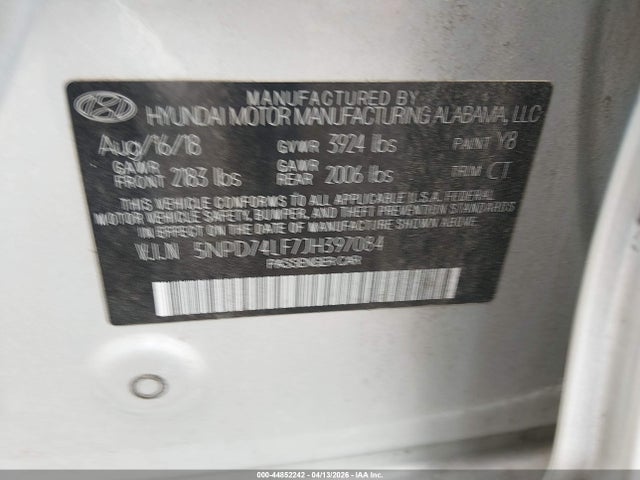 MANUFACTURED BY
HYUNDAI MOTOR MANUFACTURING ALABAMA, LLC
Aug/16/18 GVWR 3924 lbs PAINT Y8
GAWR FRONT 2183 lbs GAWR REAR 2006 lbs TRIM CT
THIS VEHICLE CONFORMS TO ALL APPLICABLE U.S.A. FEDERAL
MOTOR VEHICLE SAFETY, BUMPER, AND THEFT PREVENTION STANDARDS
IN EFFECT ON THE DATE OF MANUFACTURE SHOWN ABOVE.
V.I.N 5NPD74LF7JH397084
PASSENGER CAR
000-44852242 - 04/13/2026 - IAA Inc.